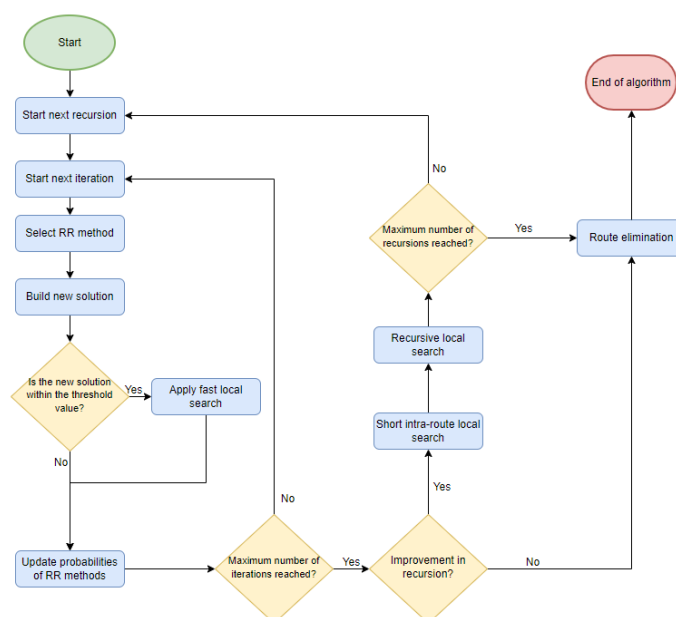 Start
End of algorithm
Start next recursion
No
Start next iteration
Select RR method
Maximum number of
recursions reached?
Yes
Route elimination
Build new solution
Recursive local
search
Is the new solution
within the threshold
value?
Yes
Apply fast local
search
Short intra-route local
search
No
No
Yes
Update probabilities
of RR methods
Maximum number of
iterations reached?
Yes
Improvement in
recursion?
No